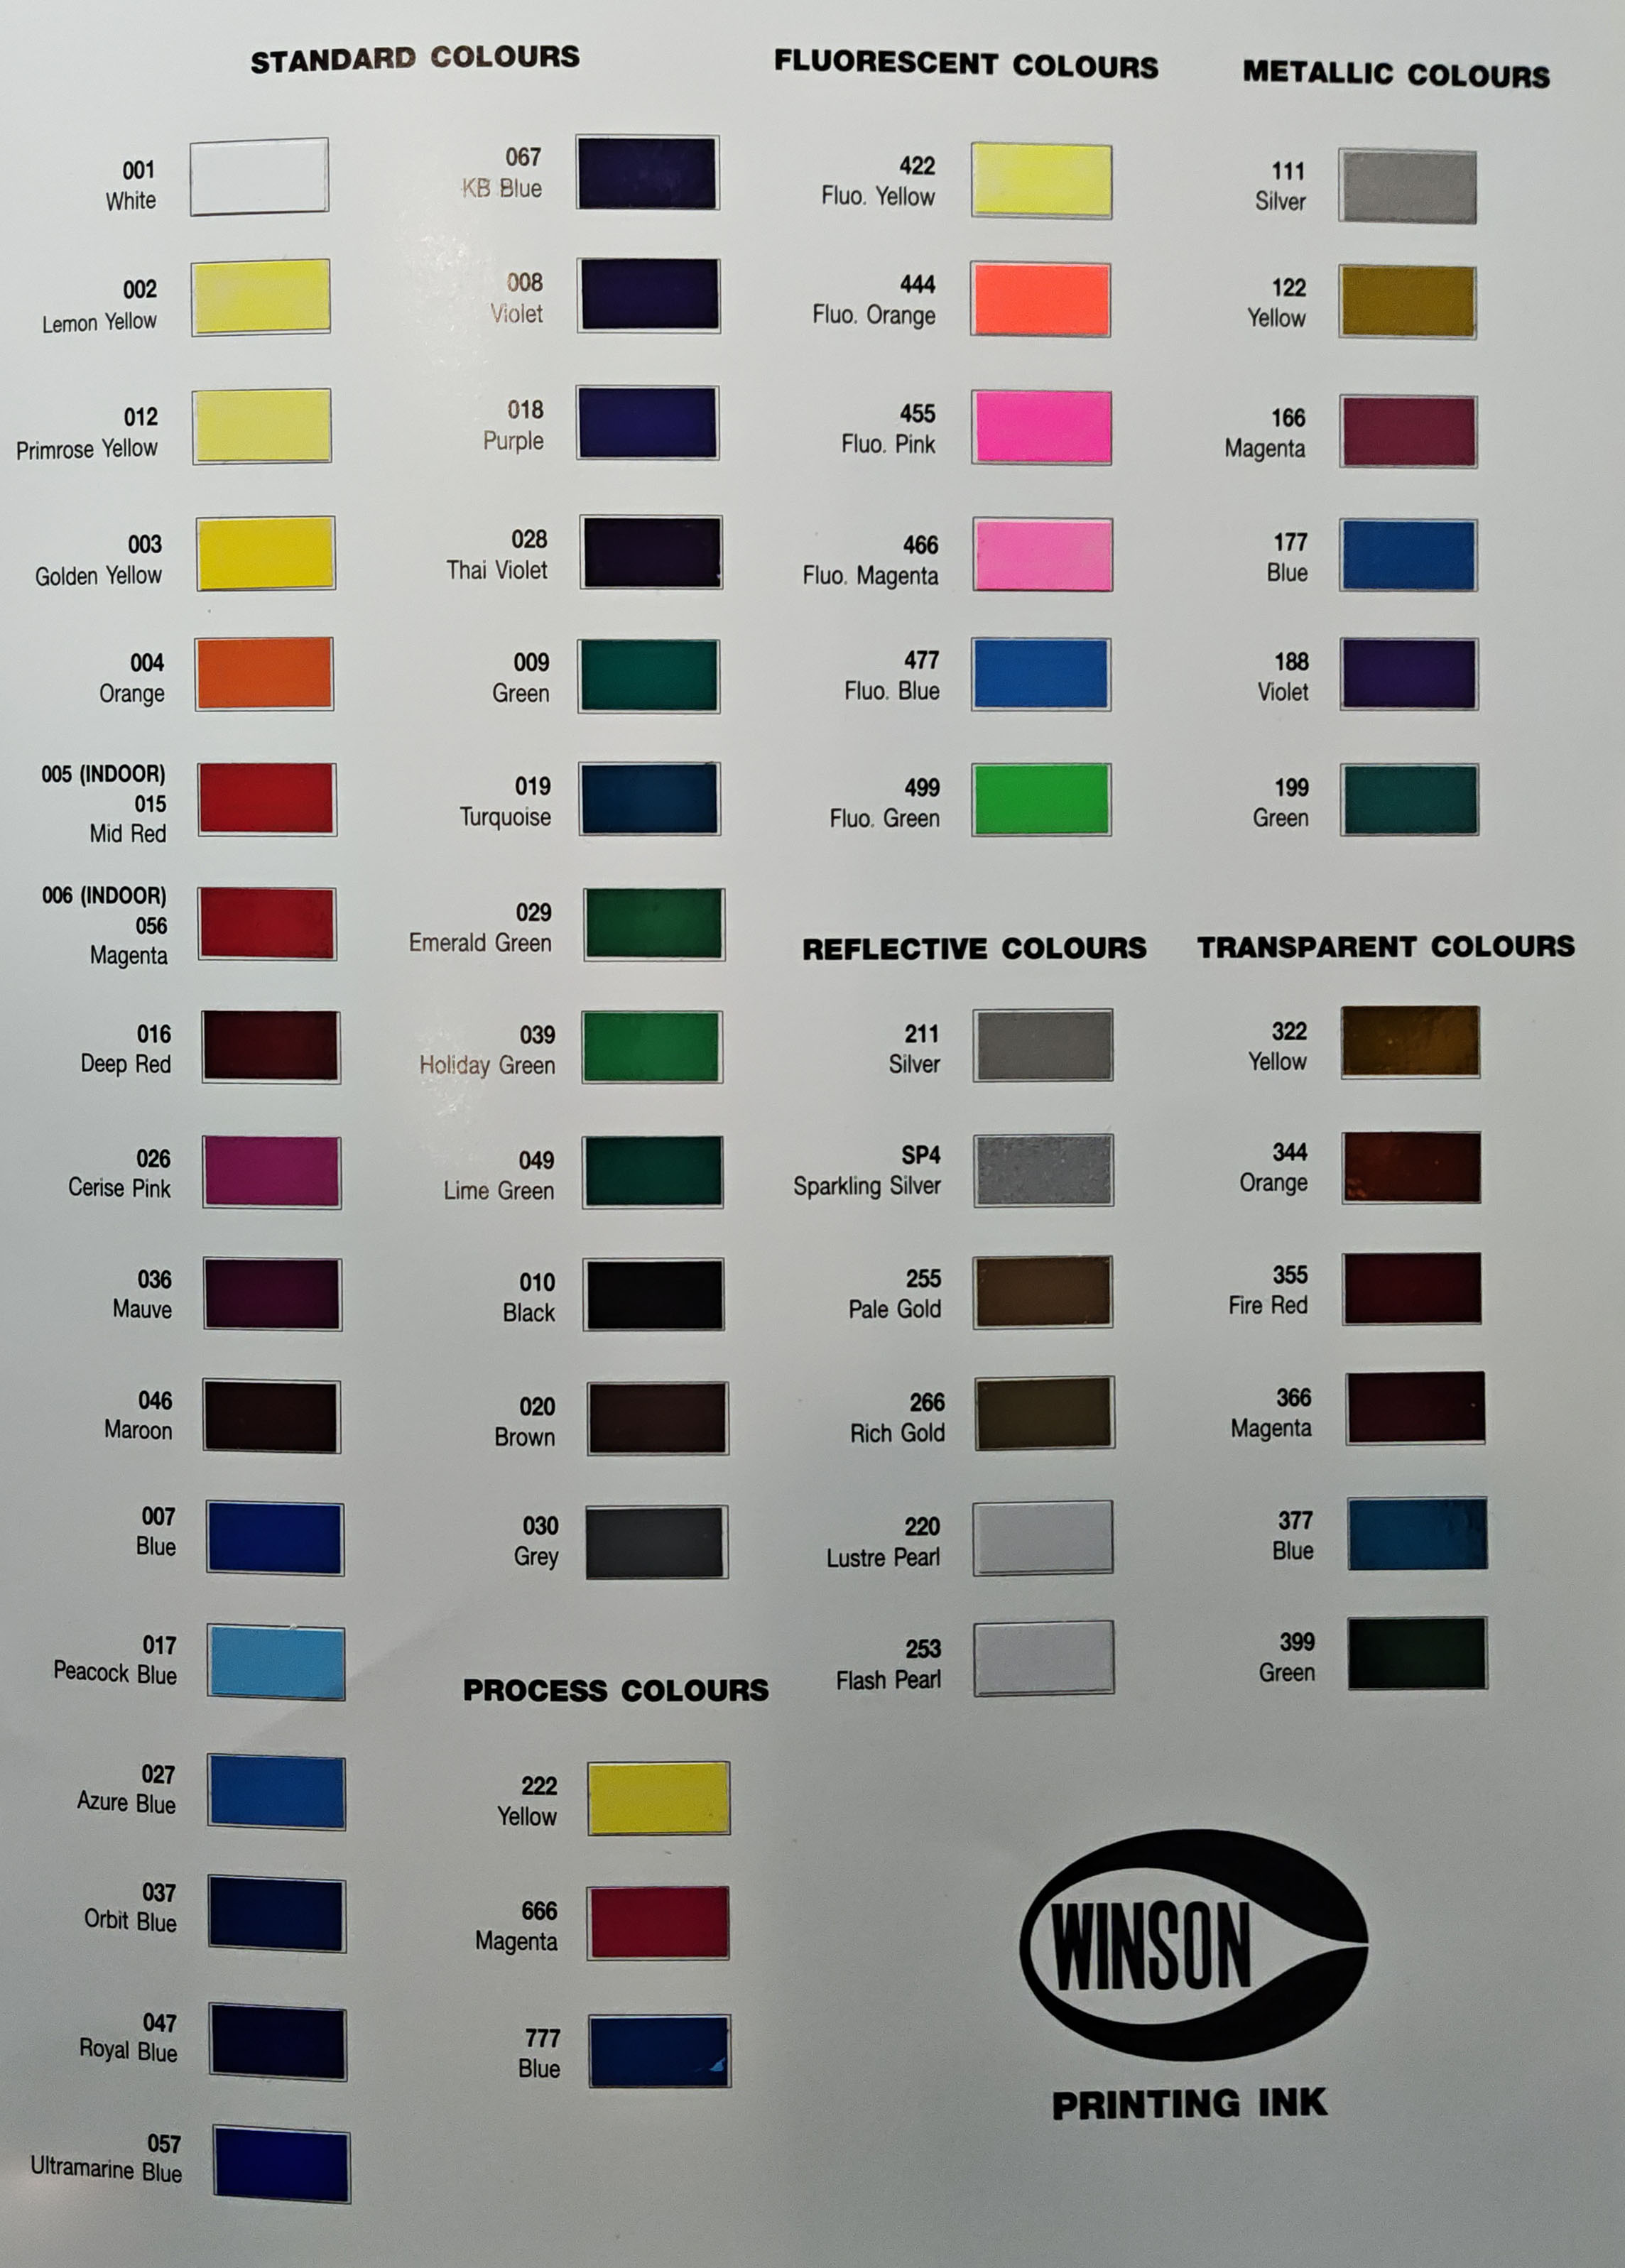 STANDARD COLOURS
001
White
002
Lemon Yellow
012
Primrose Yellow
003
Golden Yellow
004
Orange
005 (INDOOR)
015
Mid Red
006 (INDOOR)
056
Magenta
016
Deep Red
026
Cerise Pink
036
Mauve
046
Maroon
007
Blue
017
Peacock Blue
027
Azure Blue
037
Orbit Blue
047
Royal Blue
057
Ultramarine Blue
067
KB Blue
008
Violet
018
Purple
028
Thai Violet
009
Green
019
Turquoise
029
Emerald Green
039
Holiday Green
049
Lime Green
010
Black
020
Brown
030
Grey
PROCESS COLOURS
222
Yellow
666
Magenta
777
Blue
FLUORESCENT COLOURS
422
Fluo. Yellow
444
Fluo. Orange
455
Fluo. Pink
466
Fluo. Magenta
477
Fluo. Blue
499
Fluo. Green
REFLECTIVE COLOURS
211
Silver
SP4
Sparkling Silver
255
Pale Gold
266
Rich Gold
220
Lustre Pearl
253
Flash Pearl
METALLIC COLOURS
111
Silver
122
Yellow
166
Magenta
177
Blue
188
Violet
199
Green
TRANSPARENT COLOURS
322
Yellow
344
Orange
355
Fire Red
366
Magenta
377
Blue
399
Green
WINSON
PRINTING INK